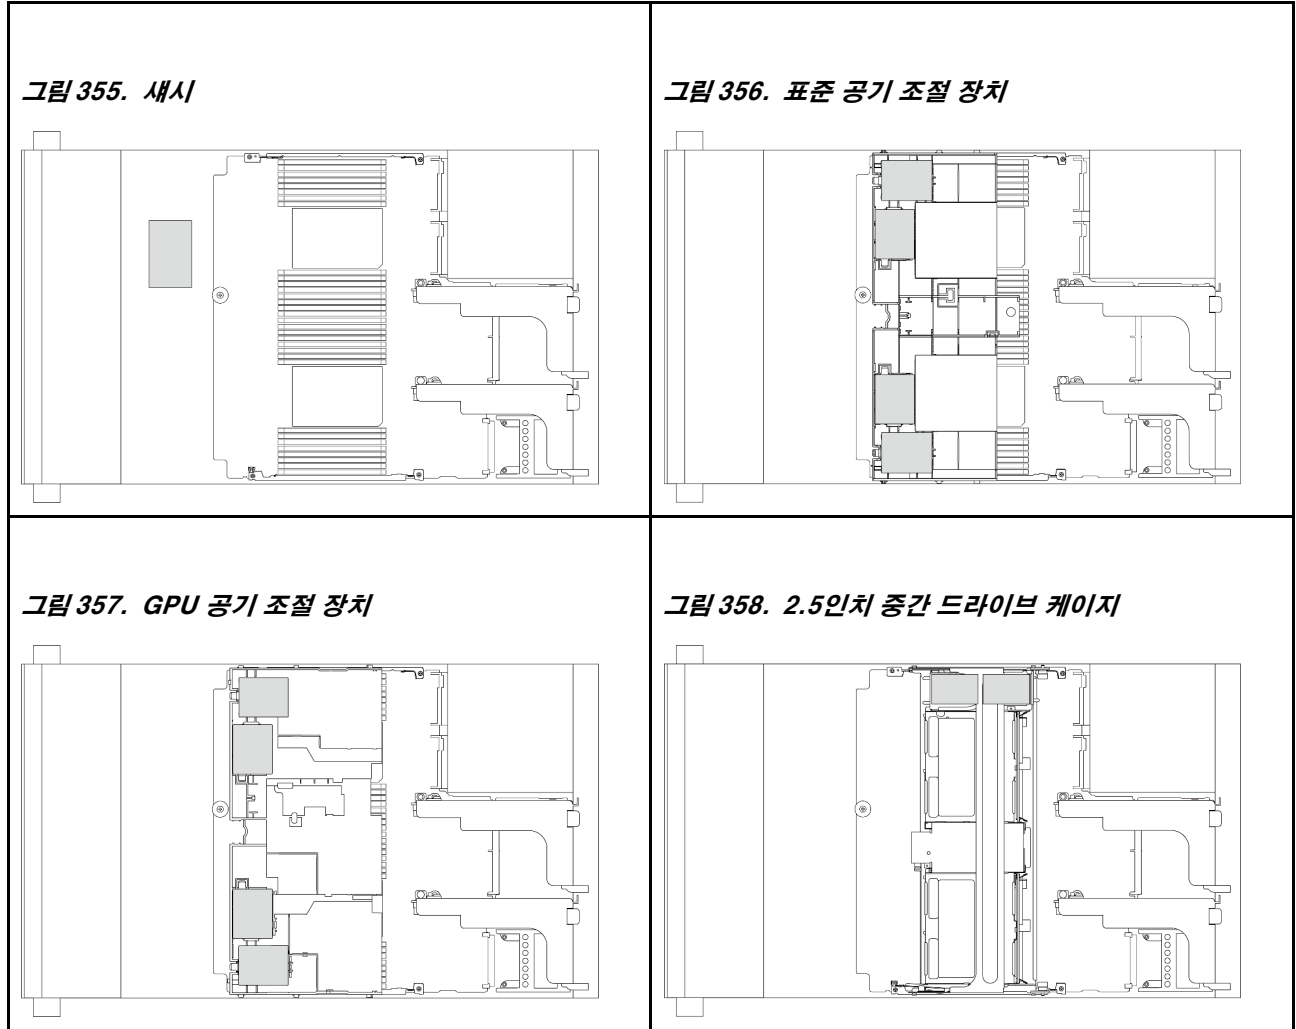 그림 355. 섀시
그림 356. 표준 공기 조절 장치
그림 357. GPU 공기 조절 장치
그림 358. 2.5인치 중간 드라이브 케이지